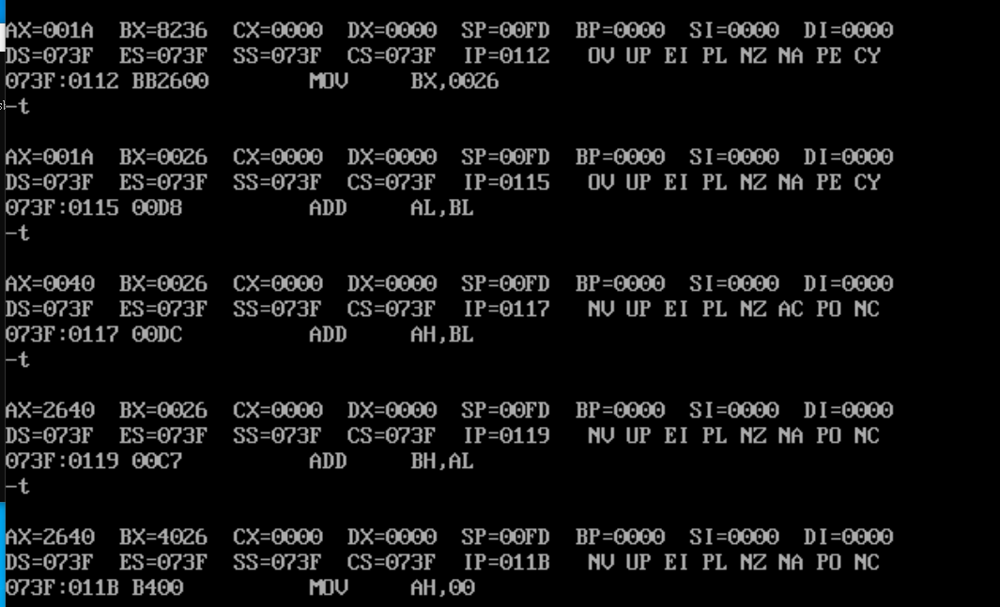 AX=001A  BX=8236  CX=0000  DX=0000  SP=00FD  BP=0000  SI=0000  DI=0000
DS=073F  ES=073F  SS=073F  CS=073F  IP=0112   OV UP EI PL NZ NA PE CY
073F:0112 BB2600        MOV     BX,0026
-t
AX=001A  BX=0026  CX=0000  DX=0000  SP=00FD  BP=0000  SI=0000  DI=0000
DS=073F  ES=073F  SS=073F  CS=073F  IP=0115   OV UP EI PL NZ NA PE CY
073F:0115 00D8          ADD     AL,BL
-t
AX=0040  BX=0026  CX=0000  DX=0000  SP=00FD  BP=0000  SI=0000  DI=0000
DS=073F  ES=073F  SS=073F  CS=073F  IP=0117   NV UP EI PL NZ AC PO NC
073F:0117 00DC          ADD     AH,BL
-t
AX=2640  BX=0026  CX=0000  DX=0000  SP=00FD  BP=0000  SI=0000  DI=0000
DS=073F  ES=073F  SS=073F  CS=073F  IP=0119   NV UP EI PL NZ NA PO NC
073F:0119 00C7          ADD     BH,AL
-t
AX=2640  BX=4026  CX=0000  DX=0000  SP=00FD  BP=0000  SI=0000  DI=0000
DS=073F  ES=073F  SS=073F  CS=073F  IP=011B   NV UP EI PL NZ NA PO NC
073F:011B B400          MOV     AH,00